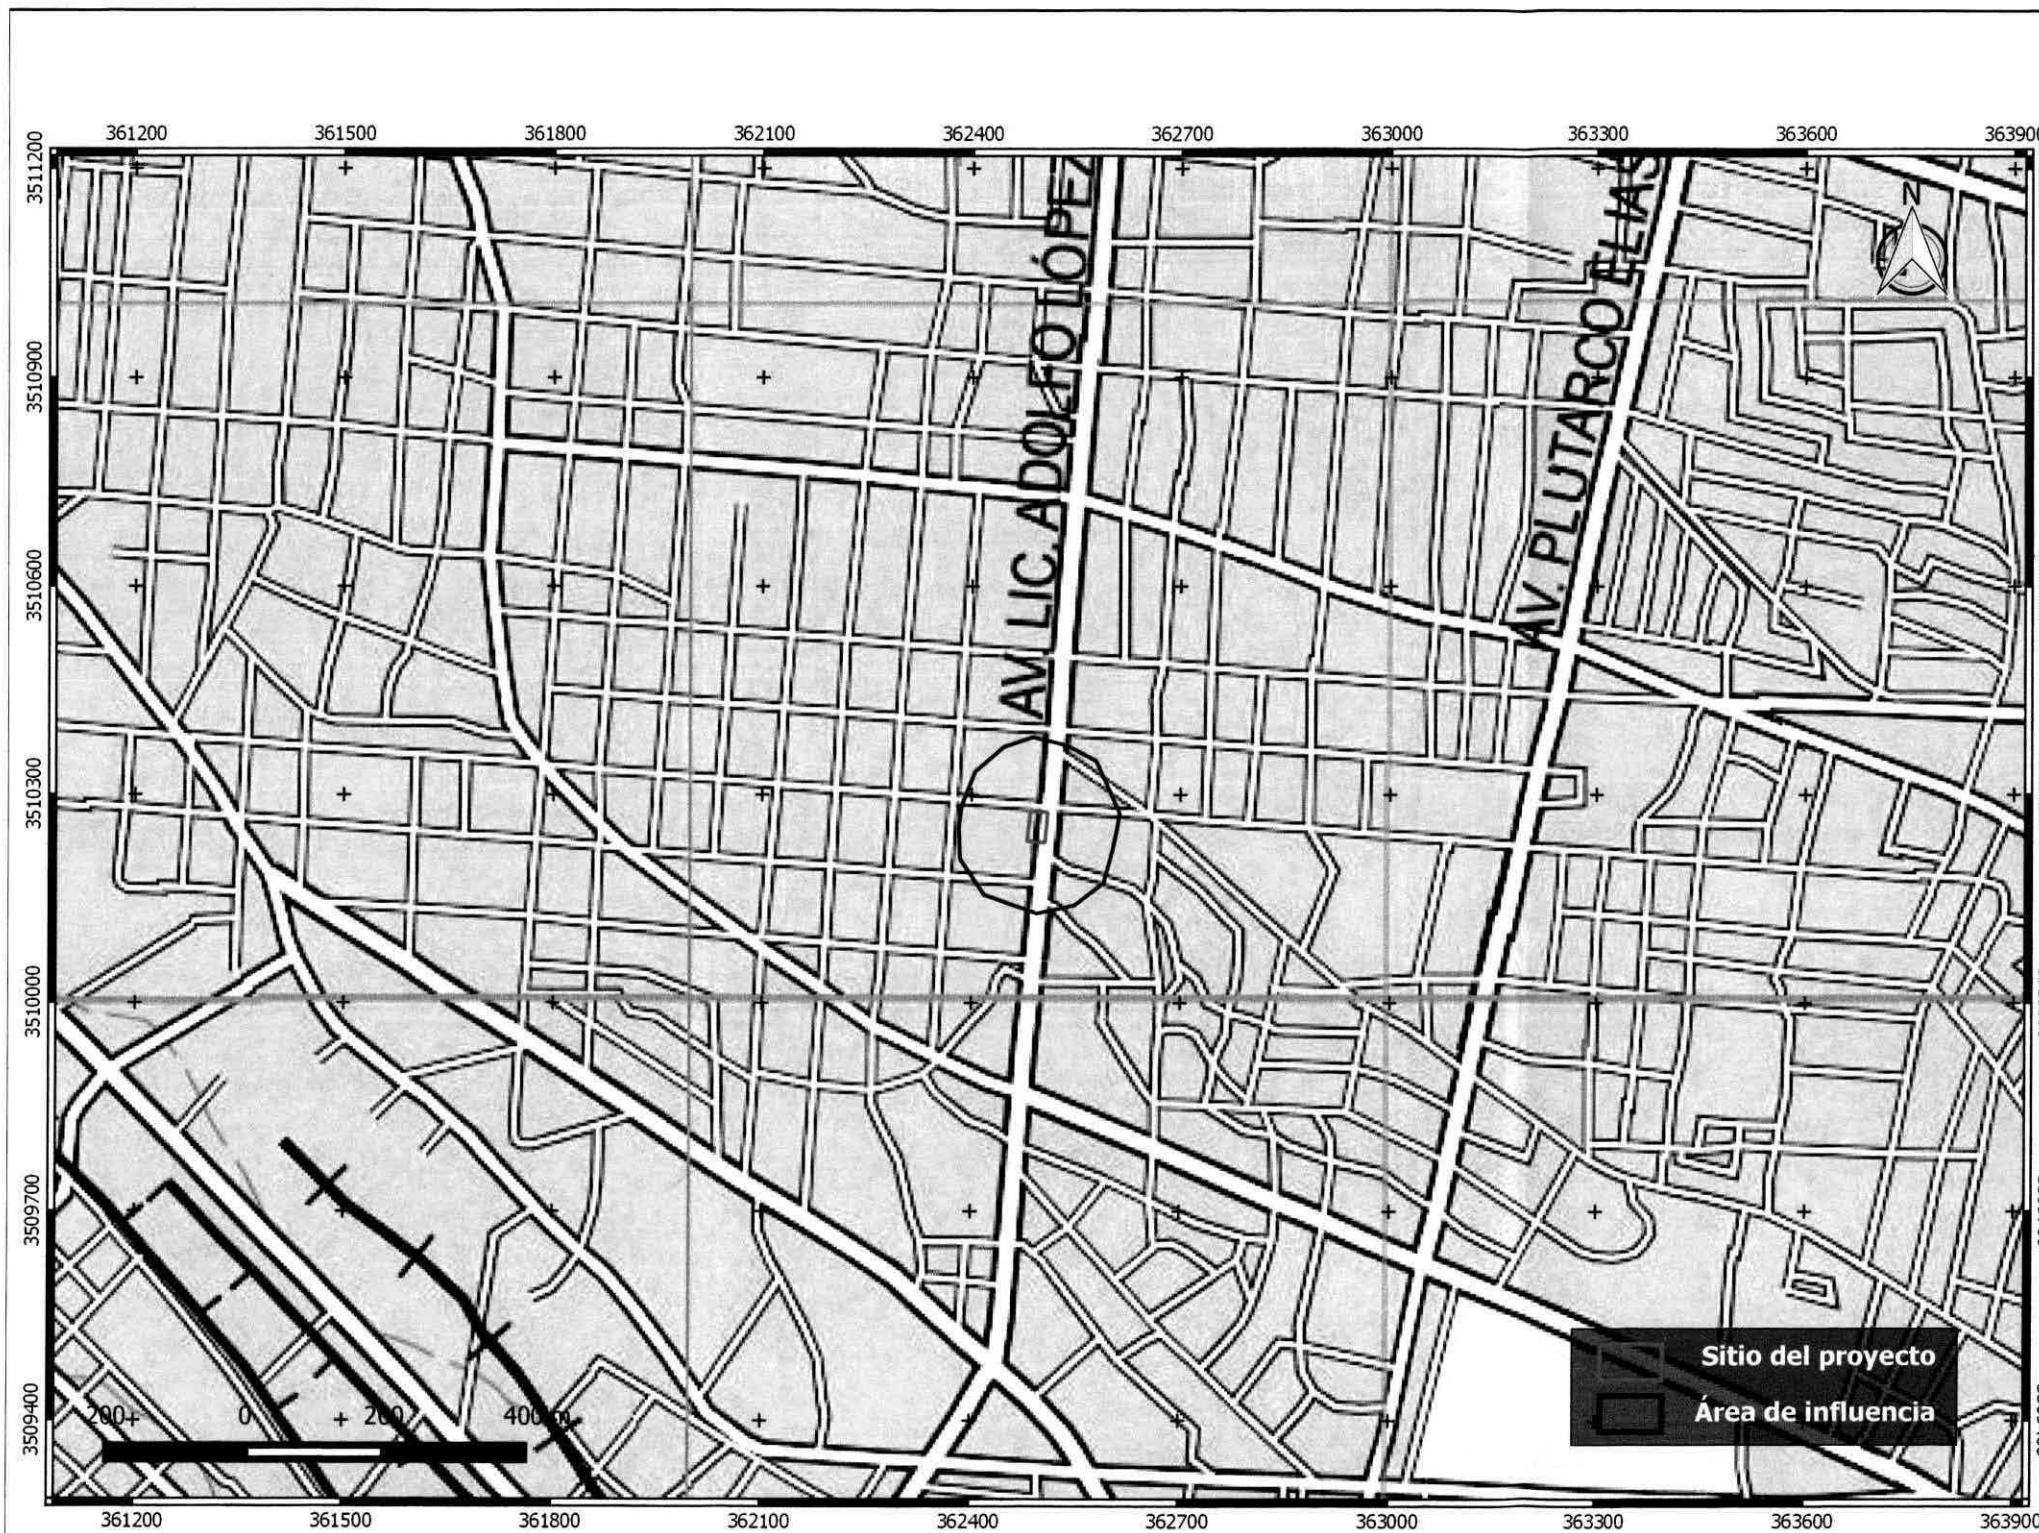 361200 361500 361800 362100 362400 362700 363000 363300 363600 363900
3511200
3510900
3510600
3510300
3510000
3509700
3509400
N
AV. LIC. ADOLFO LÓPEZ
AV. PLUTARCO ELIAS
200 0 200 400 m
Sitio del proyecto
Área de influencia
361200 361500 361800 362100 362400 362700 363000 363300 363600 363900